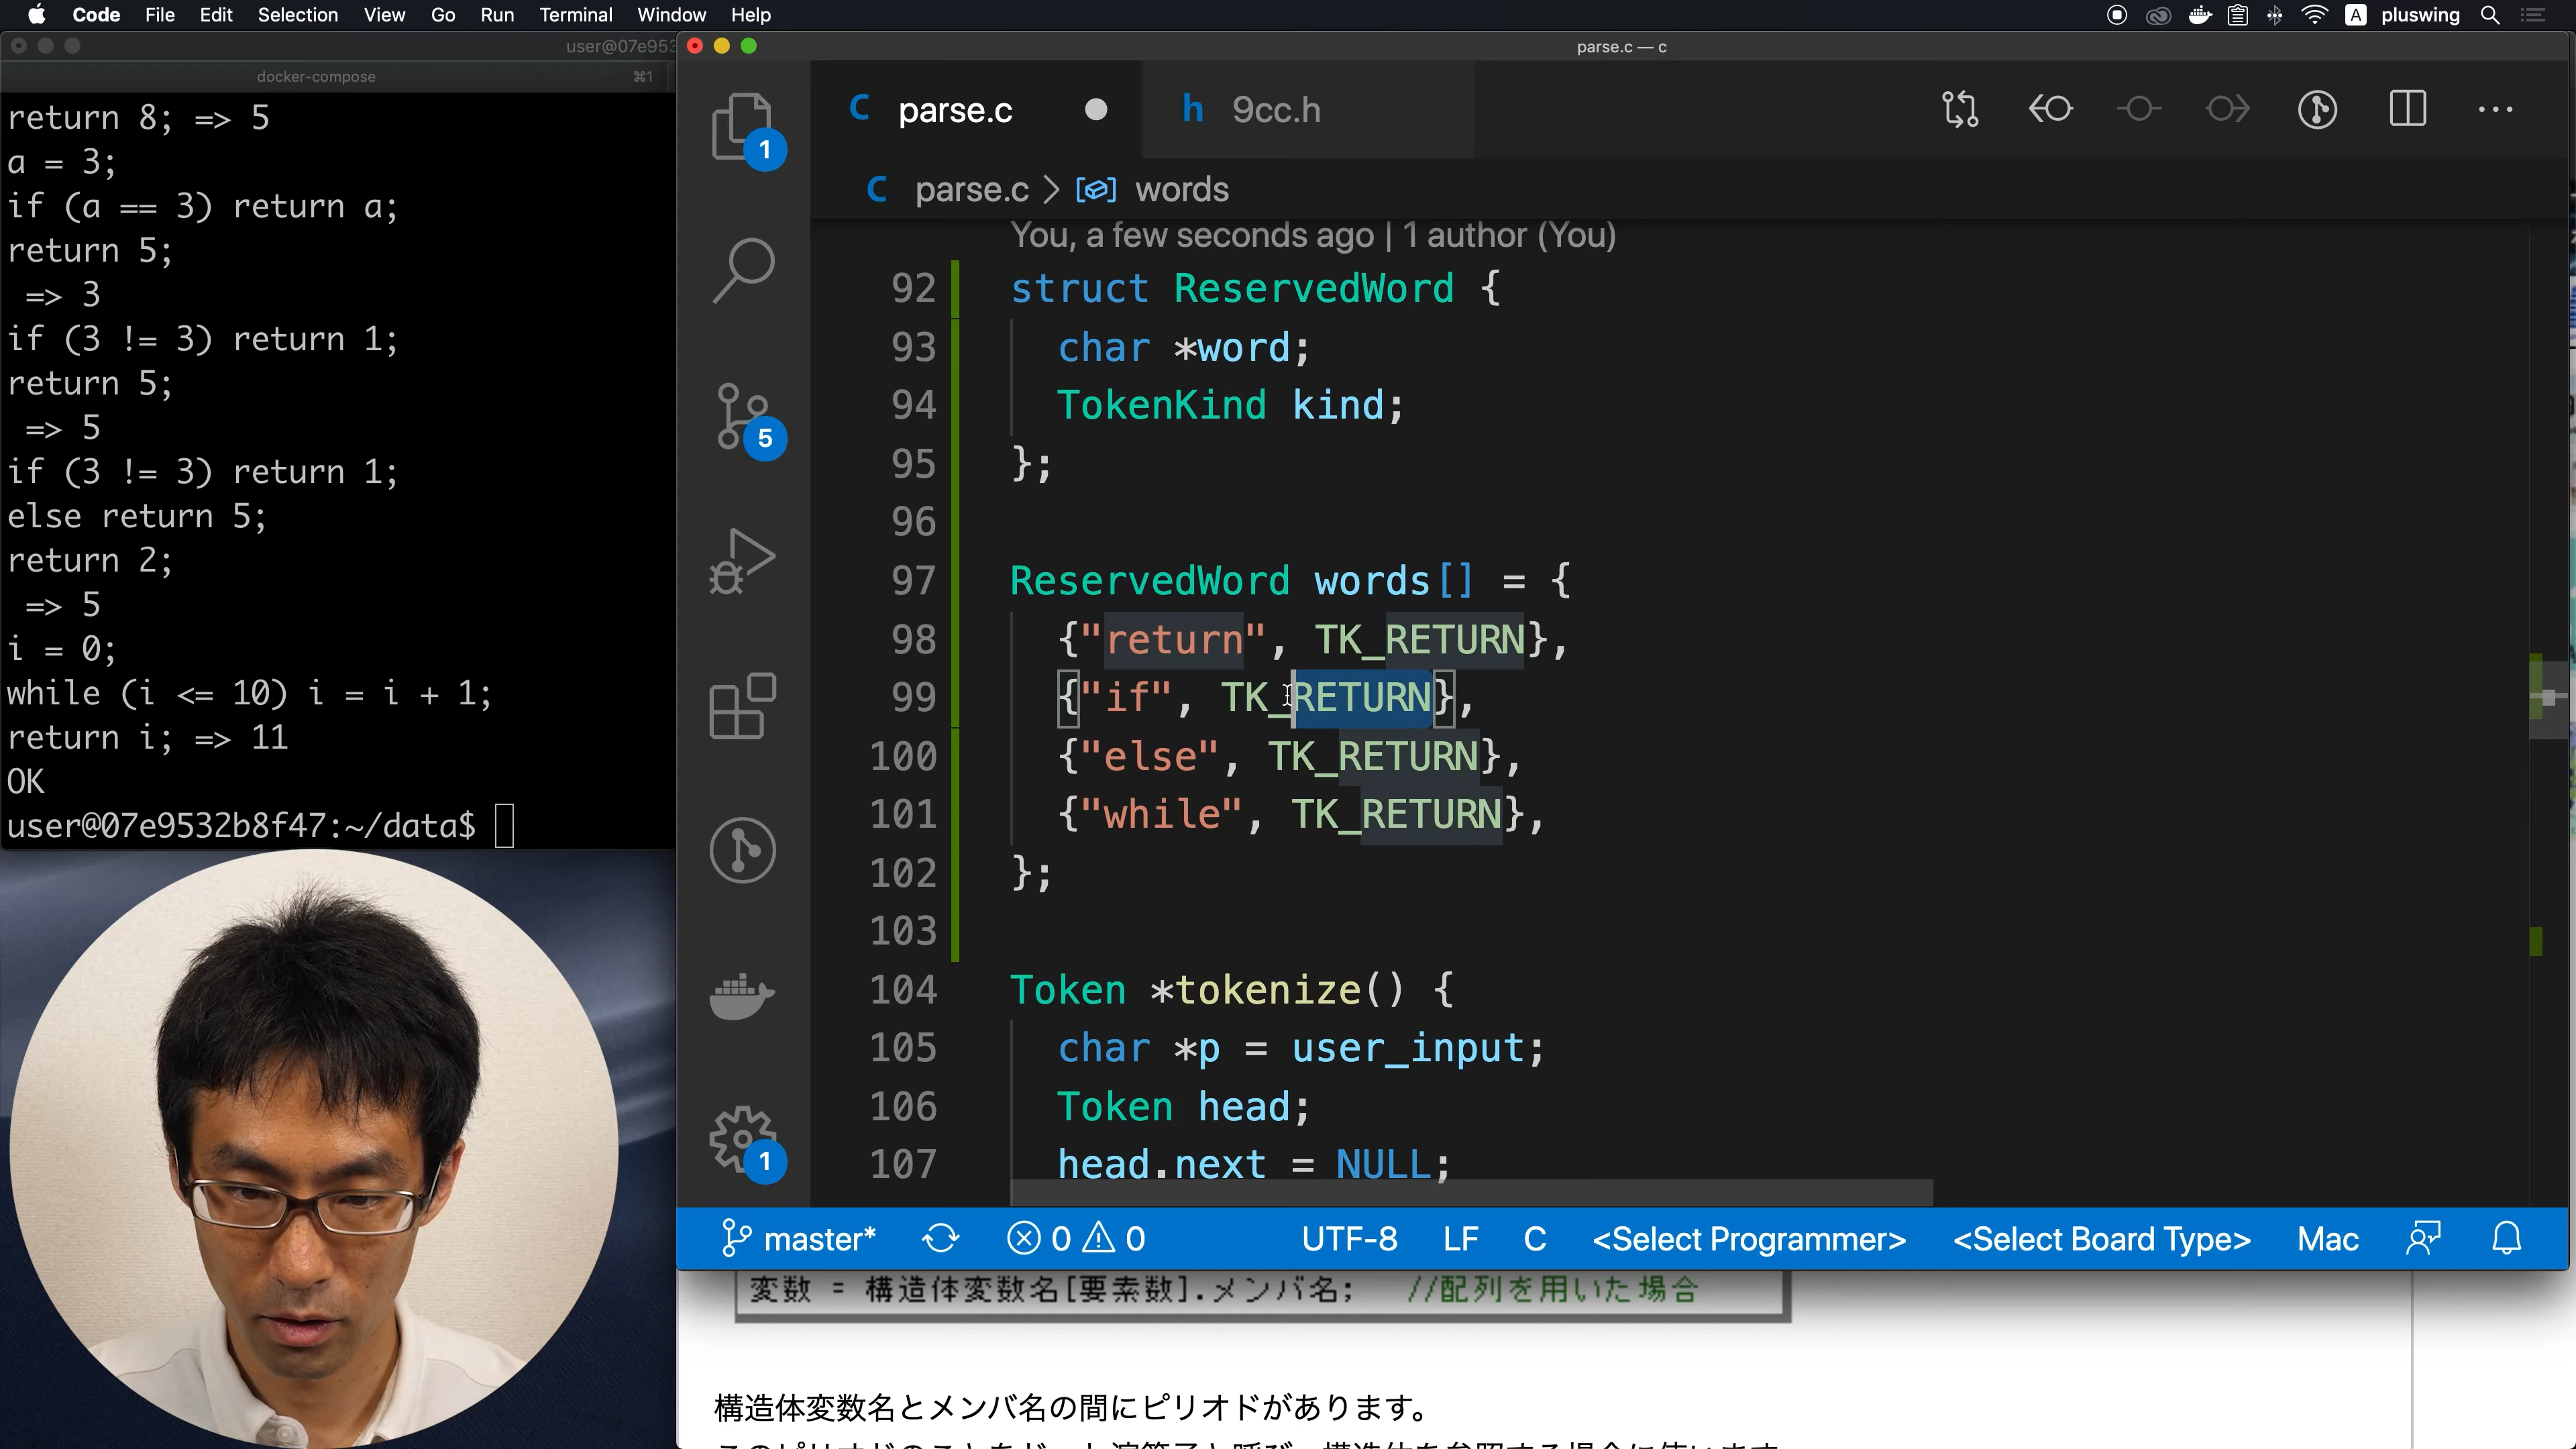 Code File Edit Selection View Go Run Terminal Window Help A pluswing
user@07e953
docker-compose ⌘1
return 8; => 5
a = 3;
if (a == 3) return a;
return 5;
=> 3
if (3 != 3) return 1;
return 5;
=> 5
if (3 != 3) return 1;
else return 5;
return 2;
=> 5
i = 0;
while (i <= 10) i = i + 1;
return i; => 11
OK
user@07e9532b8f47:~/data$
parse.c — c
C parse.c h 9cc.h
C parse.c > words
You, a few seconds ago | 1 author (You)
92 struct ReservedWord {
93 char *word;
94 TokenKind kind;
95 };
96
97 ReservedWord words[] = {
98 {"return", TK_RETURN},
99 {"if", TK_RETURN},
100 {"else", TK_RETURN},
101 {"while", TK_RETURN},
102 };
103
104 Token *tokenize() {
105 char *p = user_input;
106 Token head;
107 head.next = NULL;
1
5
1
master* 0 0 UTF-8 LF C <Select Programmer> <Select Board Type> Mac
変数 = 構造体変数名[要素数].メンバ名; //配列を用いた場合
構造体変数名とメンバ名の間にピリオドがあります。